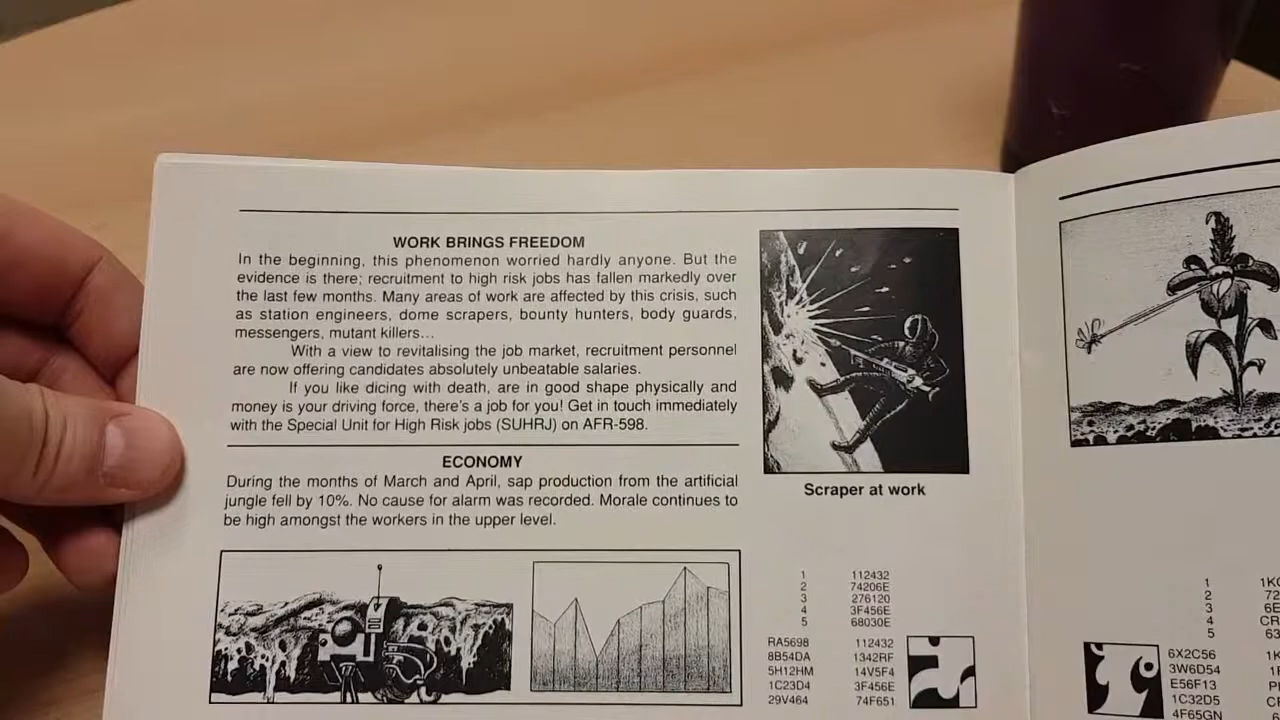 WORK BRINGS FREEDOM
In the beginning, this phenomenon worried hardly anyone. But the
evidence is there; recruitment to high risk jobs has fallen markedly over
the last few months. Many areas of work are affected by this crisis, such
as station engineers, dome scrapers, bounty hunters, body guards,
messengers, mutant killers...
With a view to revitalising the job market, recruitment personnel
are now offering candidates absolutely unbeatable salaries.
If you like dicing with death, are in good shape physically and
money is your driving force, there's a job for you! Get in touch immediately
with the Special Unit for High Risk jobs (SUHRJ) on AFR-598.
ECONOMY
During the months of March and April, sap production from the artificial
jungle fell by 10%. No cause for alarm was recorded. Morale continues to
be high amongst the workers in the upper level.
Scraper at work
1 112432
2 74206E
3 276120
4 3F456E
5 68030E
RA5698 112432
8B54DA 1342RF
5H12HM 14V5F4
1C23D4 3F456E
29V464 74F651
1
2
3
4
5
6X2C56
3W6D54
E56F13
1C32D5
4F65GN